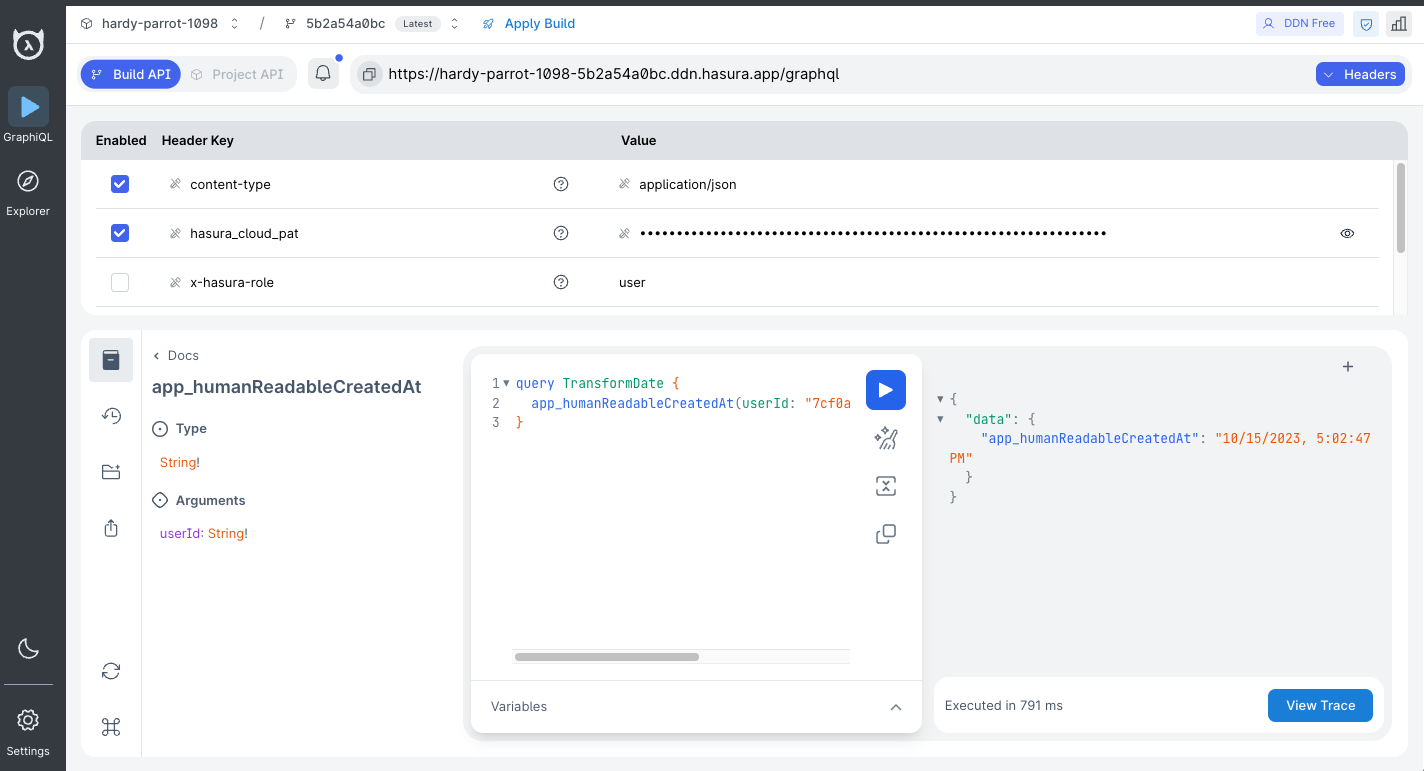 hardy-parrot-1098 / 5b2a54a0bc Latest Apply Build DDN Free
Build API Project API https://hardy-parrot-1098-5b2a54a0bc.ddn.hasura.app/graphql Headers
GraphiQL
Explorer
Enabled Header Key Value
content-type application/json
hasura_cloud_pat ••••••••••••••••••••••••••••••••••••••••••••••••••••••••••••••••
x-hasura-role user
Docs
app_humanReadableCreatedAt
Type
String!
Arguments
userId: String!
1 query TransformDate {
2 app_humanReadableCreatedAt(userId: "7cf0a
3 }
Variables
{
"data": {
"app_humanReadableCreatedAt": "10/15/2023, 5:02:47
PM"
}
}
Executed in 791 ms View Trace
Settings